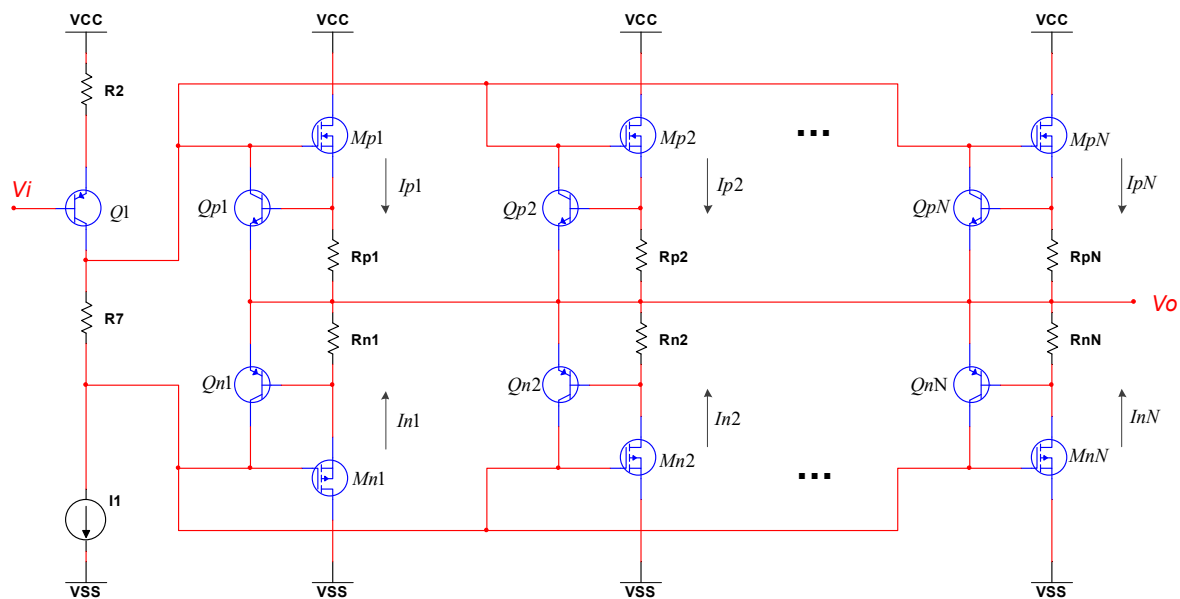 VCC VCC VCC VCC
R2
Mp1 Mp2 ... MpN
Vi Q1 Qp1 Ip1 Qp2 Ip2 QpN IpN
Rp1 Rp2 RpN
Vo
R7 Rn1 Rn2 RnN
Qn1 In1 Qn2 In2 QnN InN
Mn1 Mn2 ... MnN
I1
VSS VSS VSS VSS